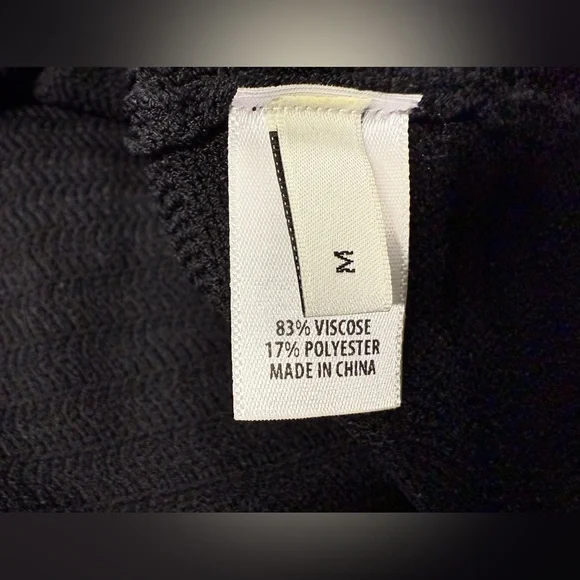 M
83% VISCOSE
17% POLYESTER
MADE IN CHINA